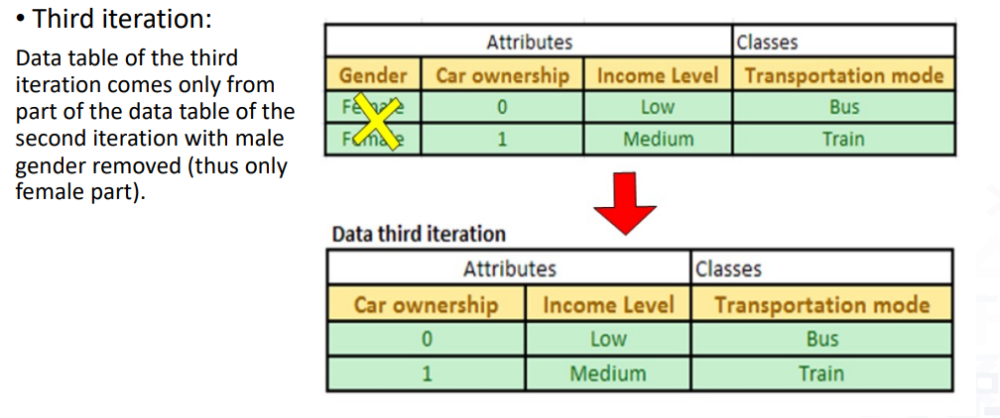 • Third iteration:
Data table of the third
iteration comes only from
part of the data table of the
second iteration with male
gender removed (thus only
female part).
Attributes Classes
Gender Car ownership Income Level Transportation mode
Female 0 Low Bus
Female 1 Medium Train
Data third iteration
Attributes Classes
Car ownership Income Level Transportation mode
0 Low Bus
1 Medium Train